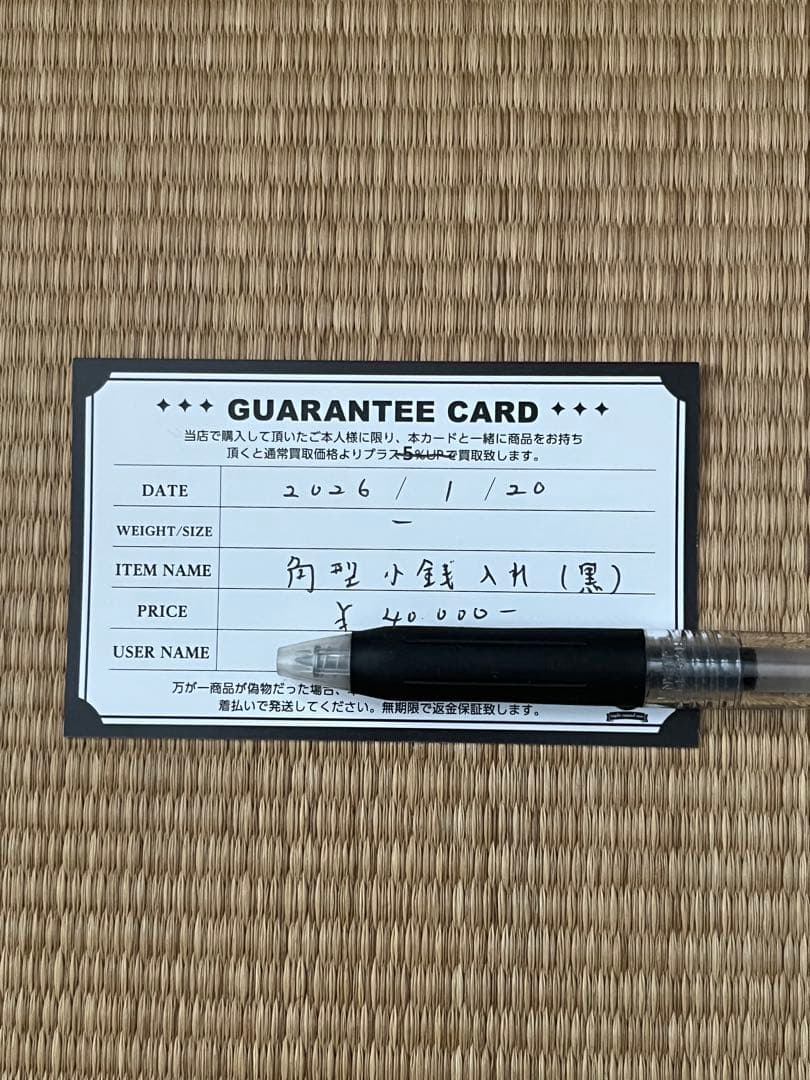 GUARANTEE CARD
当店で購入して頂いたご本人様に限り、本カードと一緒に商品をお持ち
頂くと通常買取価格よりプラス5%UPで買取致します。
DATE 2026/1/20
WEIGHT/SIZE ー
ITEM NAME 角型小銭入れ(黒)
PRICE ¥40.000-
USER NAME
万が一商品が偽物だった場合、
着払いで発送してください。無期限で返金保証致します。